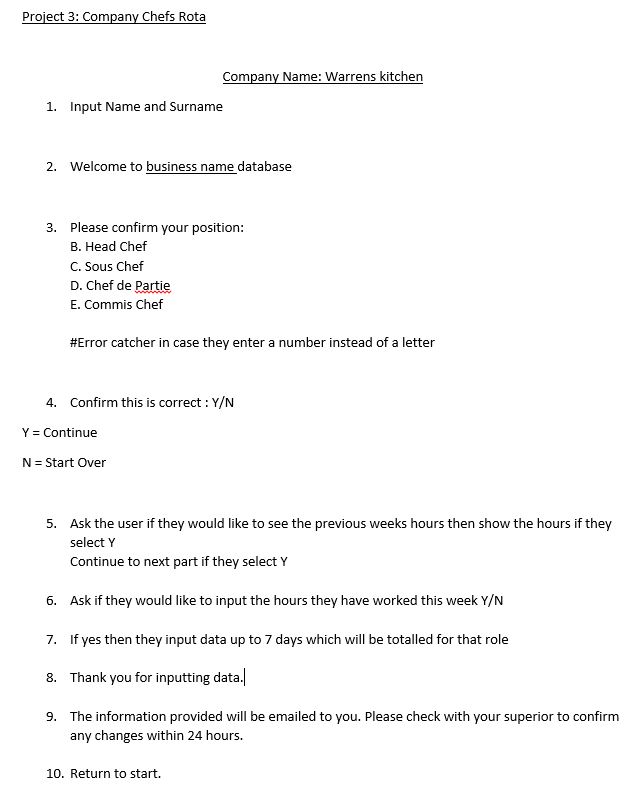 Project 3: Company Chefs Rota
Company Name: Warrens kitchen
1. Input Name and Surname
2. Welcome to business name database
3. Please confirm your position:
B. Head Chef
C. Sous Chef
D. Chef de Partie
E. Commis Chef
#Error catcher in case they enter a number instead of a letter
4. Confirm this is correct : Y/N
Y = Continue
N = Start Over
5. Ask the user if they would like to see the previous weeks hours then show the hours if they
select Y
Continue to next part if they select Y
6. Ask if they would like to input the hours they have worked this week Y/N
7. If yes then they input data up to 7 days which will be totalled for that role
8. Thank you for inputting data.
9. The information provided will be emailed to you. Please check with your superior to confirm
any changes within 24 hours.
10. Return to start.